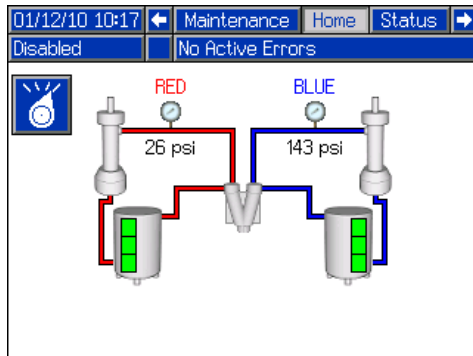 01/12/10 10:17 Maintenance Home Status
Disabled No Active Errors
RED BLUE
26 psi 143 psi